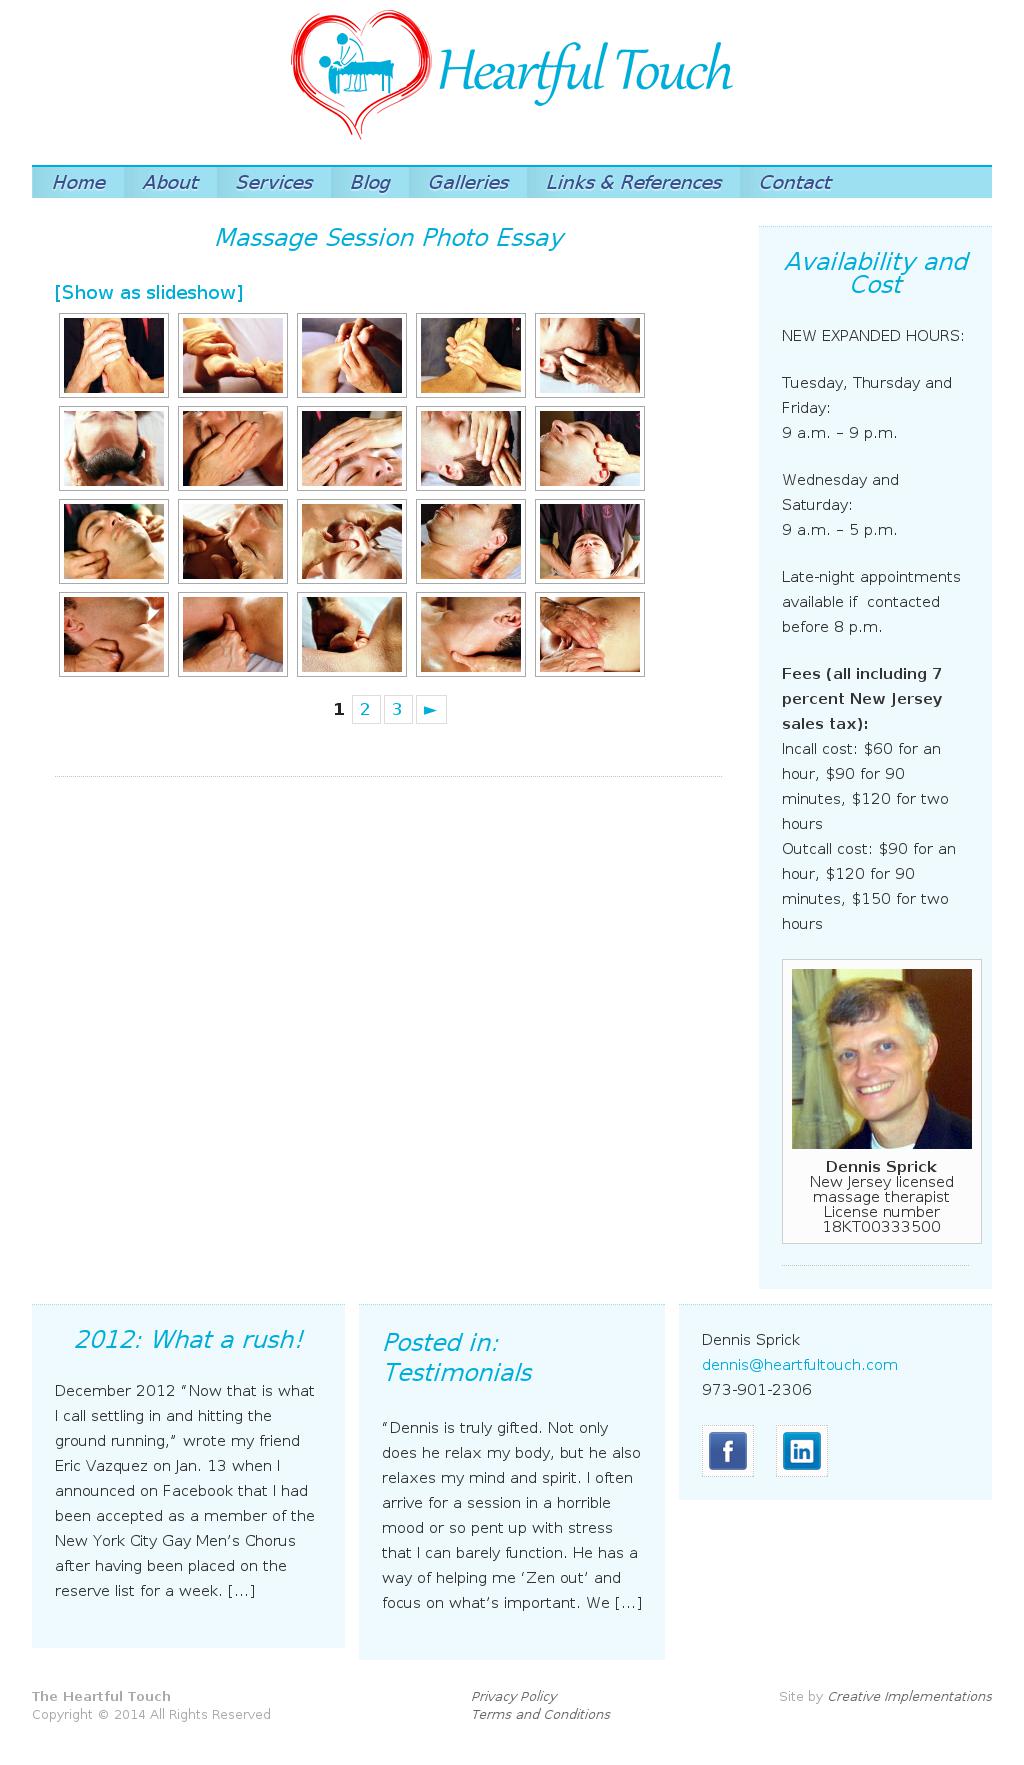 Heartful Touch
Home
About
Services
Blog
Galleries
Links & References
Contact
Massage Session Photo Essay
[Show as slideshow]
1 2 3 ►
Availability and
Cost
NEW EXPANDED HOURS:
Tuesday, Thursday and
Friday:
9 a.m. – 9 p.m.
Wednesday and
Saturday:
9 a.m. – 5 p.m.
Late-night appointments
available if  contacted
before 8 p.m.
Fees (all including 7
percent New Jersey
sales tax):
Incall cost: $60 for an
hour, $90 for 90
minutes, $120 for two
hours
Outcall cost: $90 for an
hour, $120 for 90
minutes, $150 for two
hours
Dennis Sprick
New Jersey licensed
massage therapist
License number
18KT00333500
2012: What a rush!
December 2012 “Now that is what
I call settling in and hitting the
ground running,” wrote my friend
Eric Vazquez on Jan. 13 when I
announced on Facebook that I had
been accepted as a member of the
New York City Gay Men’s Chorus
after having been placed on the
reserve list for a week. […]
Posted in:
Testimonials
“Dennis is truly gifted. Not only
does he relax my body, but he also
relaxes my mind and spirit. I often
arrive for a session in a horrible
mood or so pent up with stress
that I can barely function. He has a
way of helping me ‘Zen out’ and
focus on what’s important. We […]
Dennis Sprick
dennis@heartfultouch.com
973-901-2306
f
in
The Heartful Touch
Copyright © 2014 All Rights Reserved
Privacy Policy
Terms and Conditions
Site by Creative Implementations